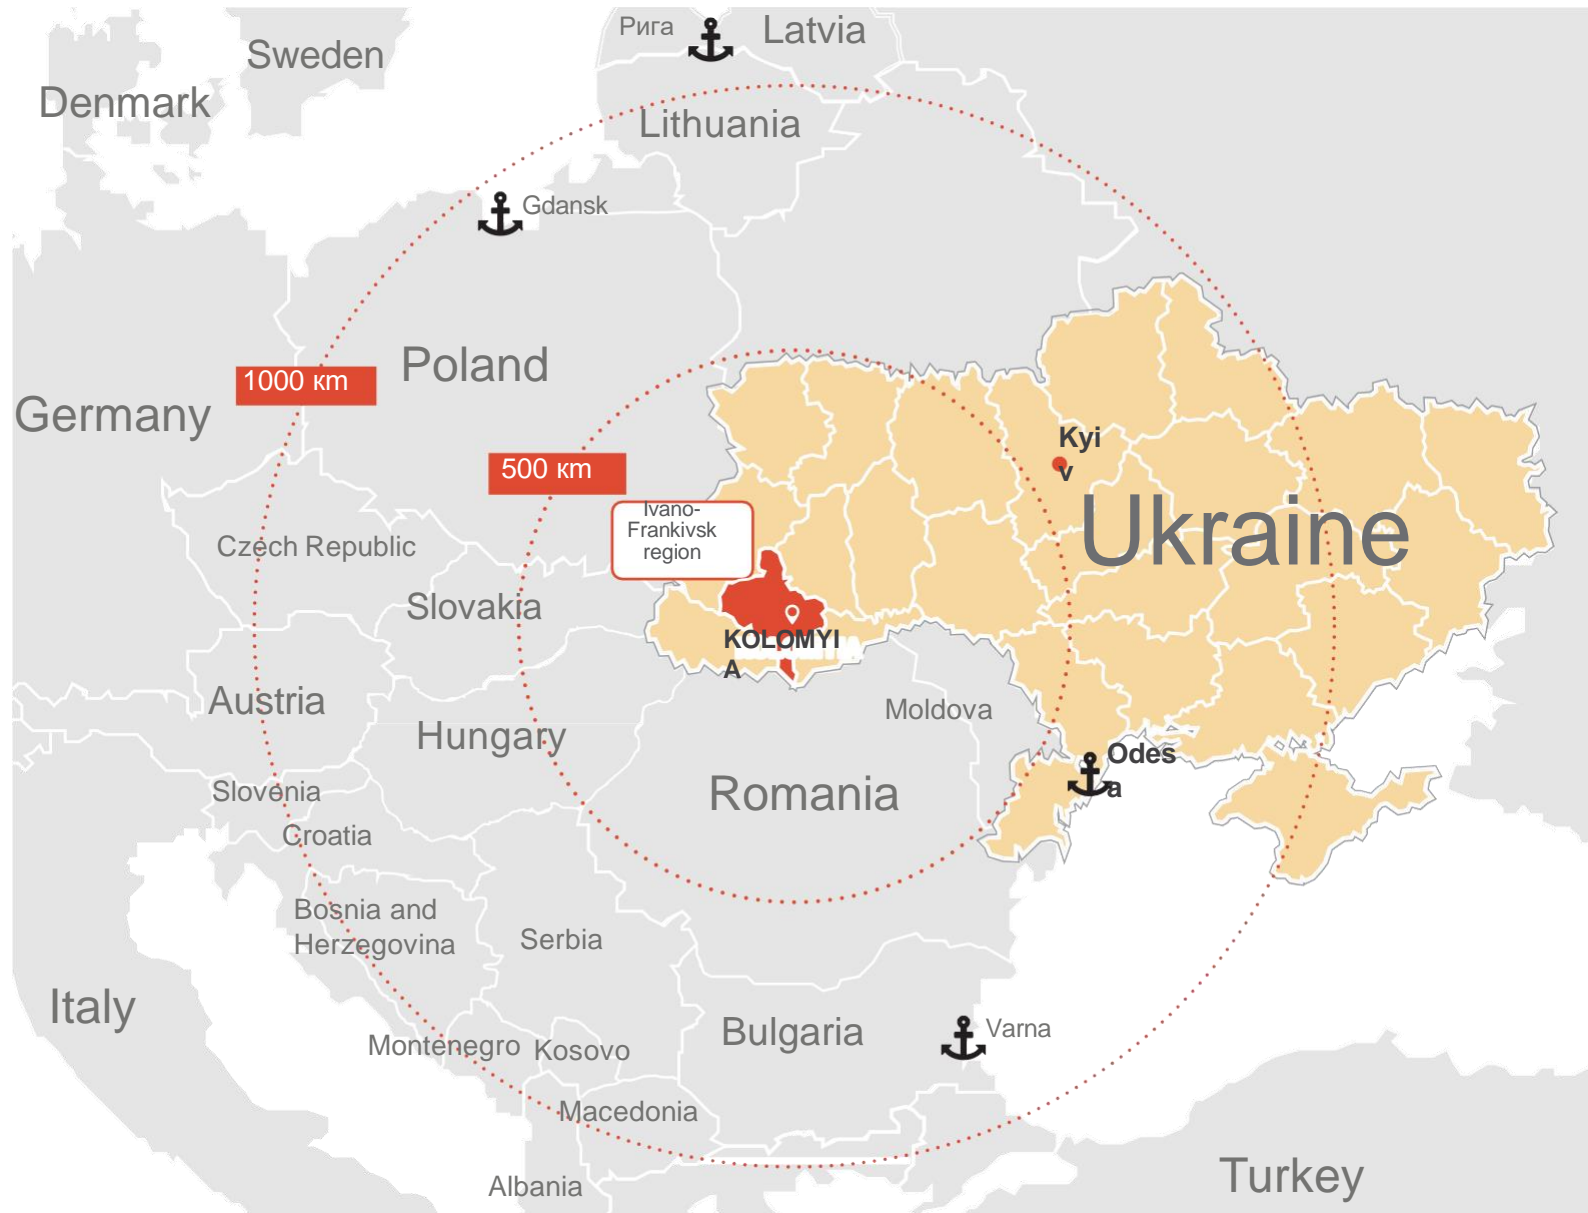 Рига
Latvia
Sweden
Denmark
Lithuania
Gdansk
Poland
1000 кm
Germany
Kyi
v
500 кm
Ivano-
Frankivsk
region
Ukraine
Czech Republic
Slovakia
KOLOMYI
A
Austria
Moldova
Hungary
Odes
a
Slovenia
Romania
Croatia
Bosnia and
Herzegovina
Serbia
Italy
Bulgaria
Varna
Montenegro
Kosovo
Macedonia
Albania
Turkey